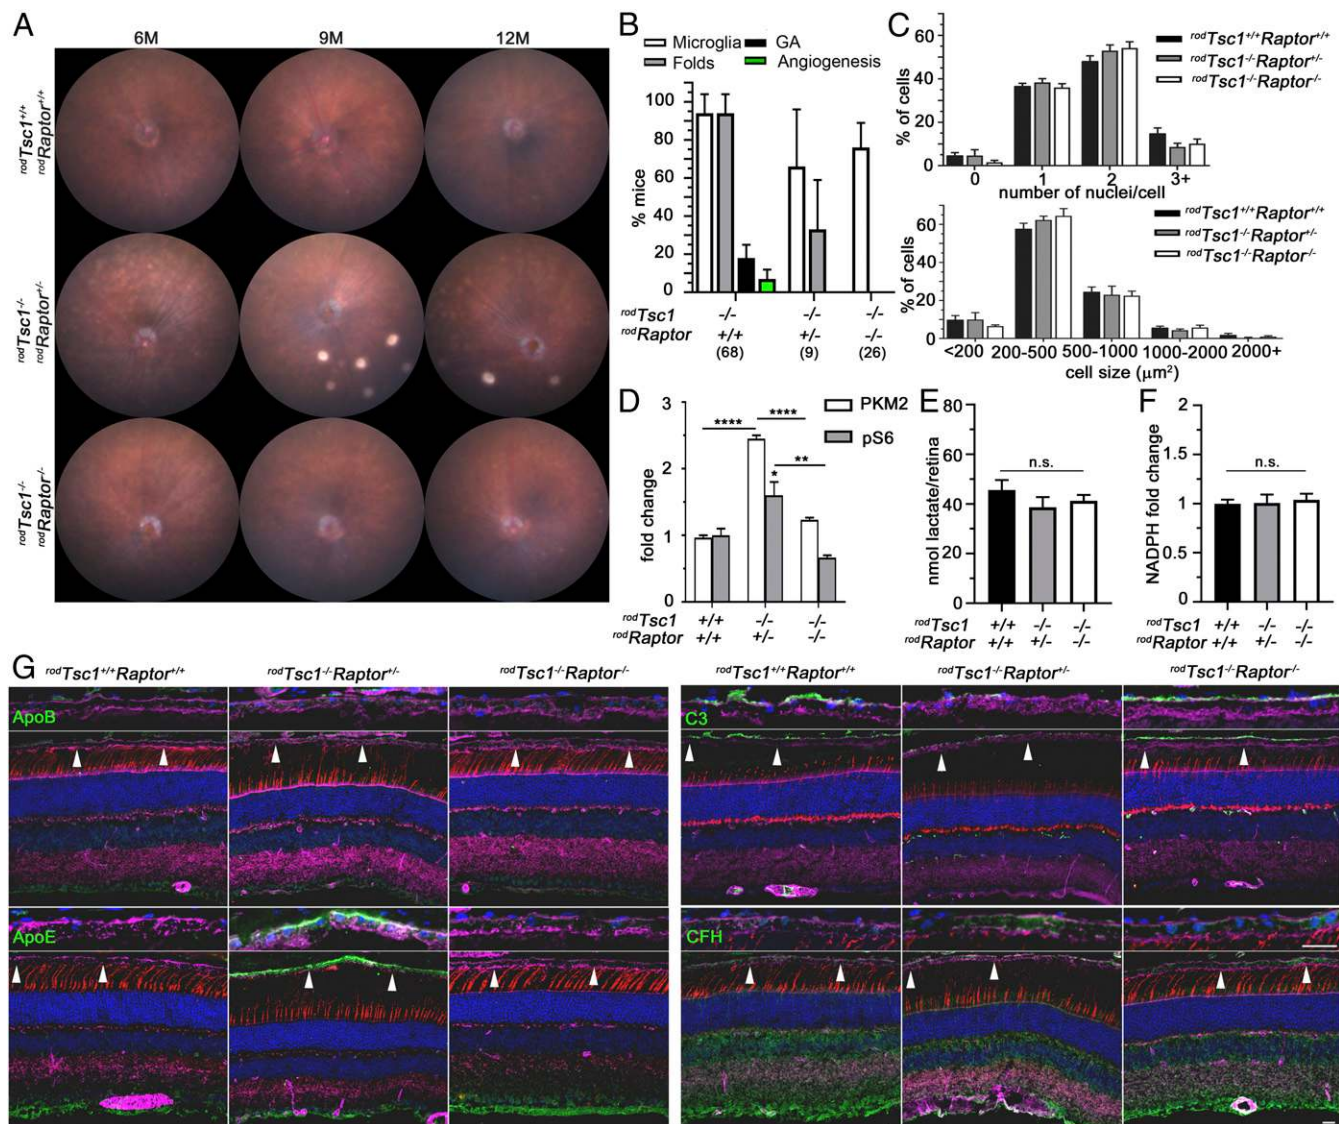 A
6M 9M 12M
rodTsc1+/+
rodRaptor+/+
rodTsc1-/-
rodRaptor+/-
rodTsc1-/-
rodRaptor-/-
B
Microglia
GA
Folds
Angiogenesis
% mice
100
80
60
40
20
0
rodTsc1 -/- -/- -/-
rodRaptor +/+ +/- -/-
(68) (9) (26)
C
% of cells
60
40
20
0
rodTsc1+/+Raptor+/+
rodTsc1-/-Raptor+/-
rodTsc1-/-Raptor-/-
0 1 2 3+
number of nuclei/cell
% of cells
60
40
20
0
rodTsc1+/+Raptor+/+
rodTsc1-/-Raptor+/-
rodTsc1-/-Raptor-/-
<200 200-500 500-1000 1000-2000 2000+
cell size (μm²)
D
fold change
3
2
1
0
**** ****
**
*
PKM2
pS6
rodTsc1 +/+ -/- -/-
rodRaptor +/+ +/- -/-
E
nmol lactate/retina
80
60
40
20
0
n.s.
rodTsc1 +/+ -/- -/-
rodRaptor +/+ +/- -/-
F
NADPH fold change
2
1.5
1
0.5
0
n.s.
rodTsc1 +/+ -/- -/-
rodRaptor +/+ +/- -/-
G
rodTsc1+/+Raptor+/+ rodTsc1-/-Raptor+/- rodTsc1-/-Raptor-/- rodTsc1+/+Raptor+/+ rodTsc1-/-Raptor+/- rodTsc1-/-Raptor-/-
ApoB
C3
ApoE
CFH